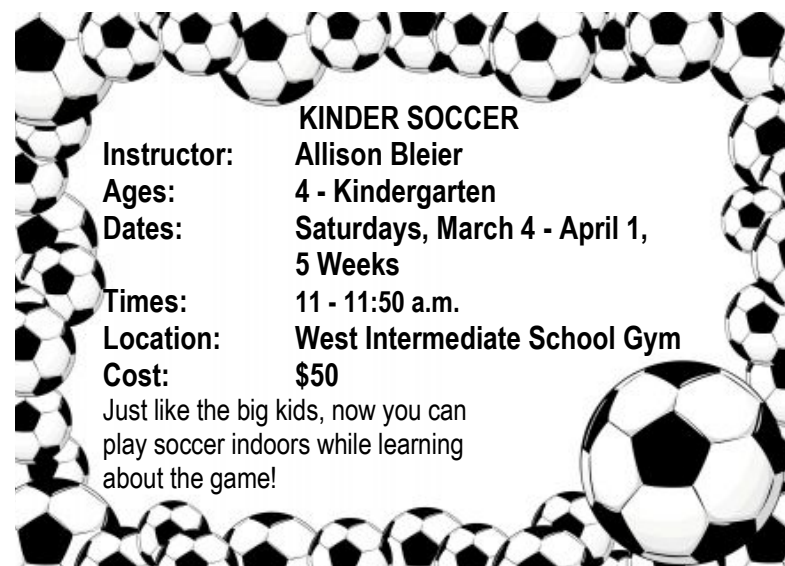 KINDER SOCCER
Instructor: Allison Bleier
Ages: 4 - Kindergarten
Dates: Saturdays, March 4 - April 1,
5 Weeks
Times: 11 - 11:50 a.m.
Location: West Intermediate School Gym
Cost: $50
Just like the big kids, now you can
play soccer indoors while learning
about the game!